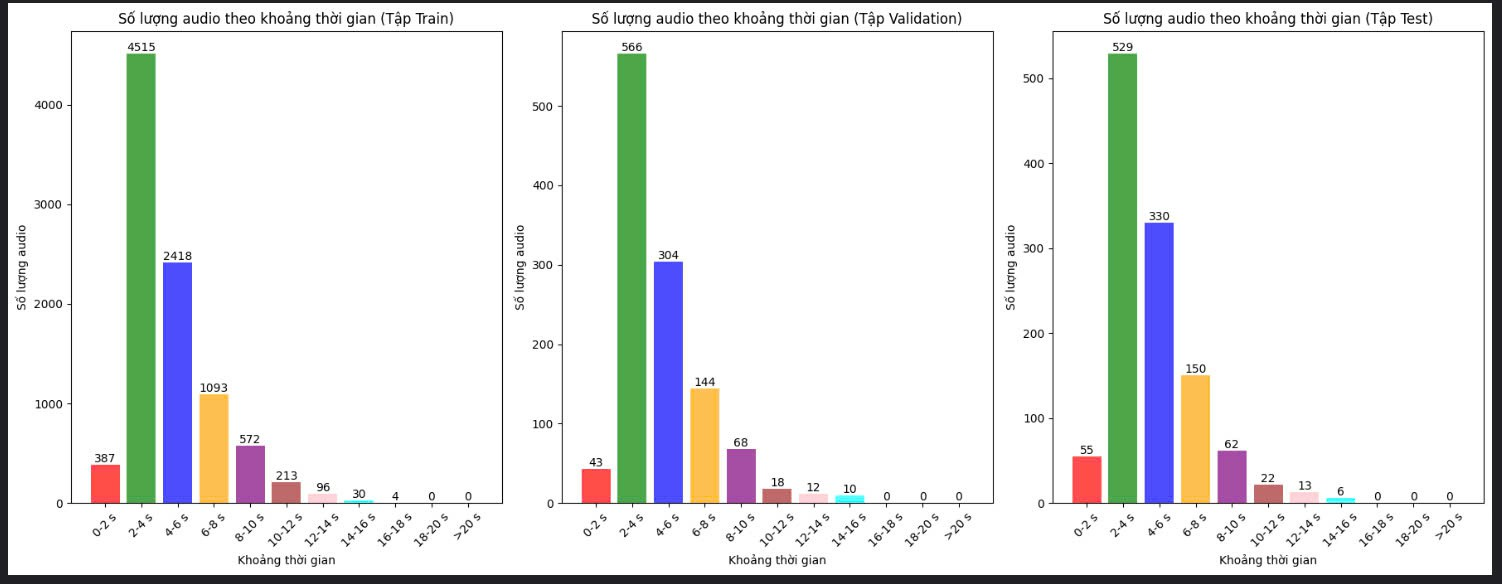 Số lượng audio theo khoảng thời gian (Tập Train)
Số lượng audio
4000
3000
2000
1000
0
387
4515
2418
1093
572
213
96
30
4
0
0
0-2 s
2-4 s
4-6 s
6-8 s
8-10 s
10-12 s
12-14 s
14-16 s
16-18 s
18-20 s
>20 s
Khoảng thời gian
Số lượng audio theo khoảng thời gian (Tập Validation)
Số lượng audio
500
400
300
200
100
0
43
566
304
144
68
18
12
10
0
0
0
0-2 s
2-4 s
4-6 s
6-8 s
8-10 s
10-12 s
12-14 s
14-16 s
16-18 s
18-20 s
>20 s
Khoảng thời gian
Số lượng audio theo khoảng thời gian (Tập Test)
Số lượng audio
500
400
300
200
100
0
55
529
330
150
62
22
13
6
0
0
0
0-2 s
2-4 s
4-6 s
6-8 s
8-10 s
10-12 s
12-14 s
14-16 s
16-18 s
18-20 s
>20 s
Khoảng thời gian